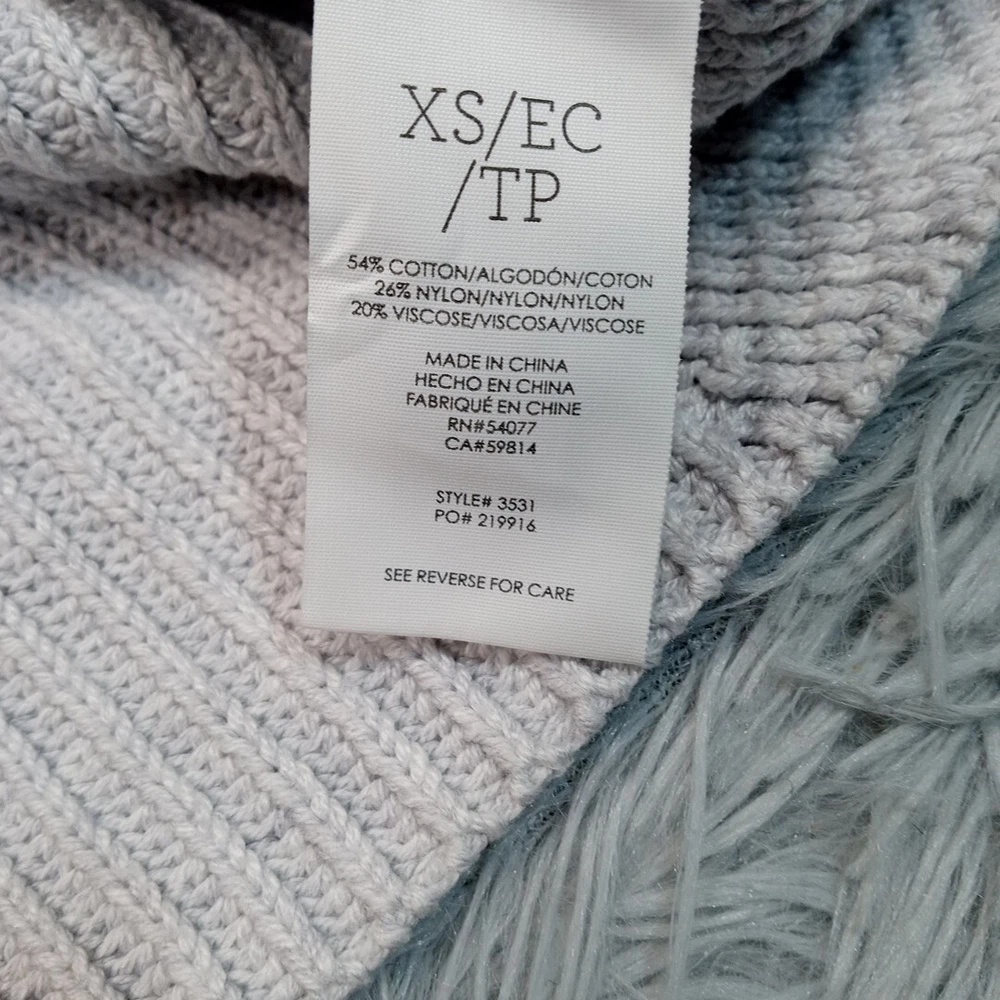 XS/EC
/TP
54% COTTON/ALGODÓN/COTON
26% NYLON/NYLON/NYLON
20% VISCOSE/VISCOSA/VISCOSE
MADE IN CHINA
HECHO EN CHINA
FABRIQUÉ EN CHINE
RN#54077
CA#59814
STYLE# 3531
PO# 219916
SEE REVERSE FOR CARE